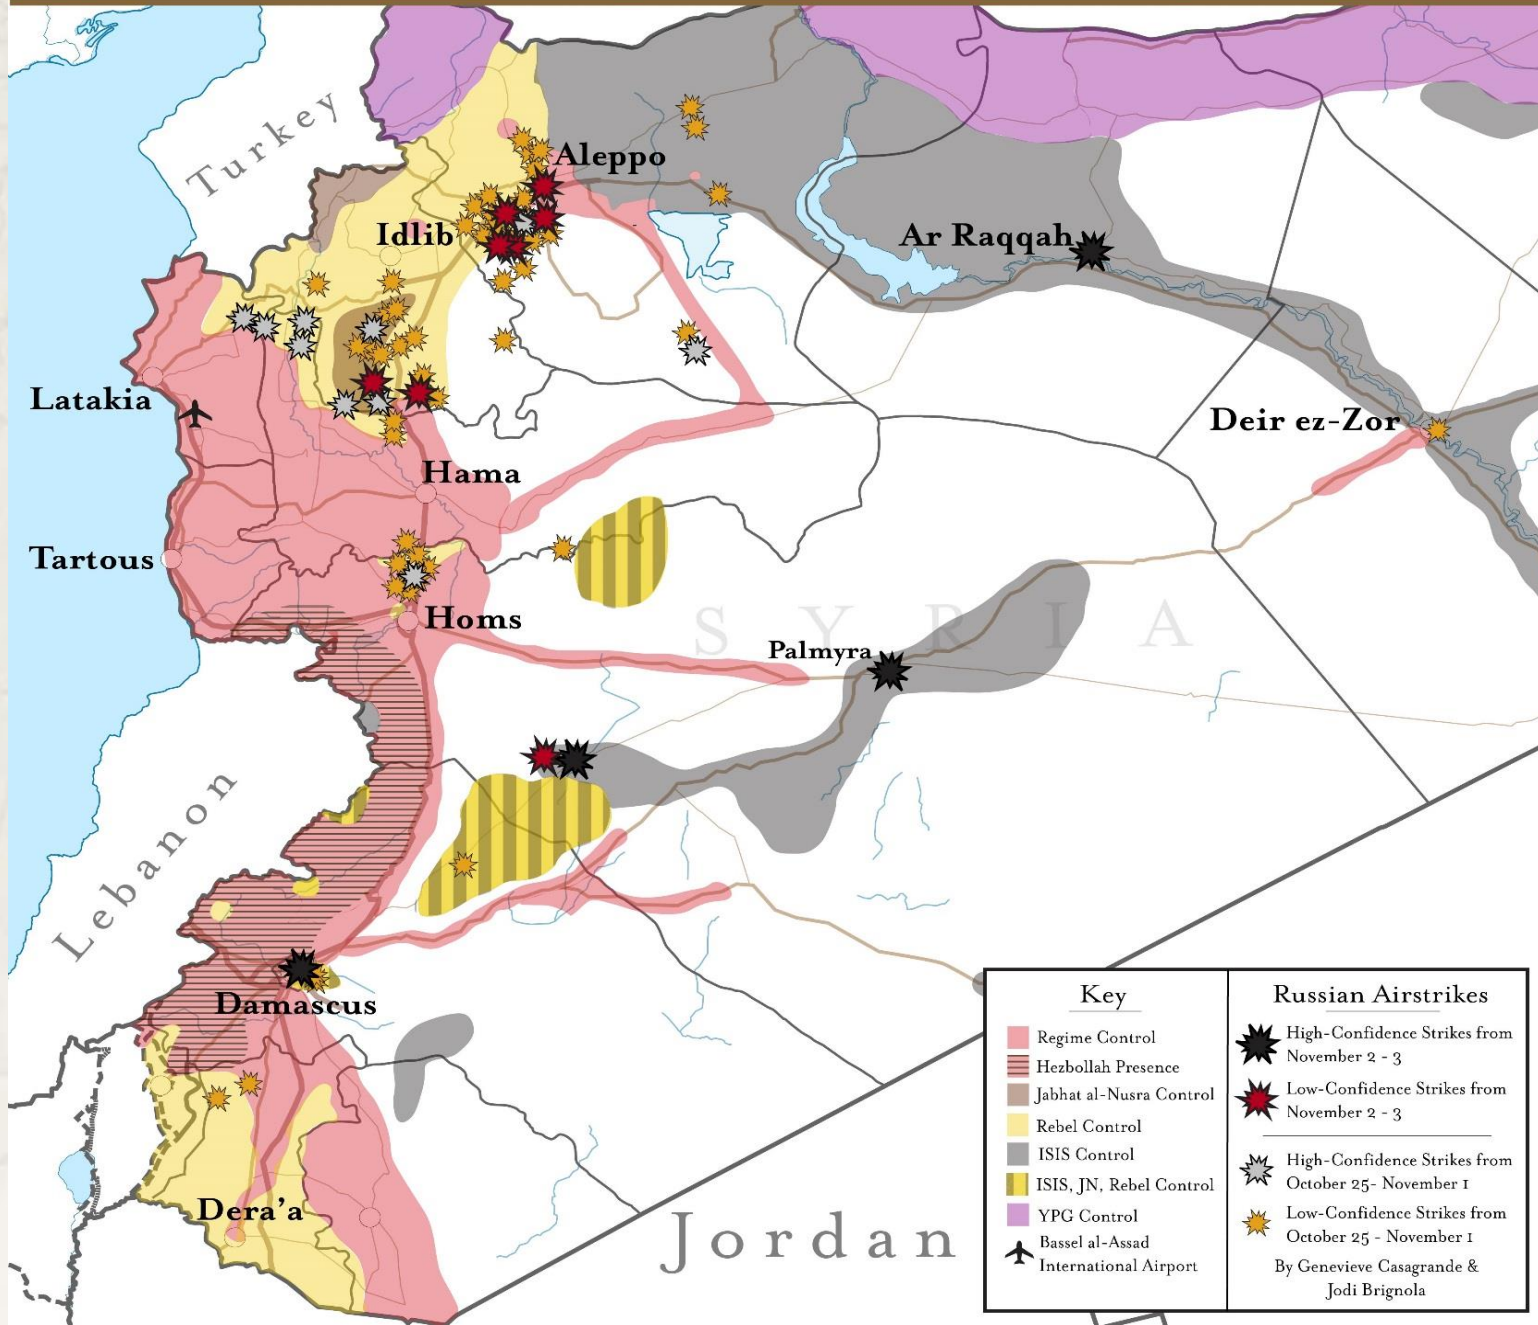 Turkey
Aleppo
Idlib
Ar Raqqah
Latakia
Deir ez-Zor
Hama
Tartous
Homs
SYRIA
Palmyra
Lebanon
Damascus
Dera'a
Jordan
Key
Regime Control
Hezbollah Presence
Jabhat al-Nusra Control
Rebel Control
ISIS Control
ISIS, JN, Rebel Control
YPG Control
Bassel al-Assad
International Airport
Russian Airstrikes
High-Confidence Strikes from
November 2 - 3
Low-Confidence Strikes from
November 2 - 3
High-Confidence Strikes from
October 25- November 1
Low-Confidence Strikes from
October 25 - November 1
By Genevieve Casagrande &
Jodi Brignola